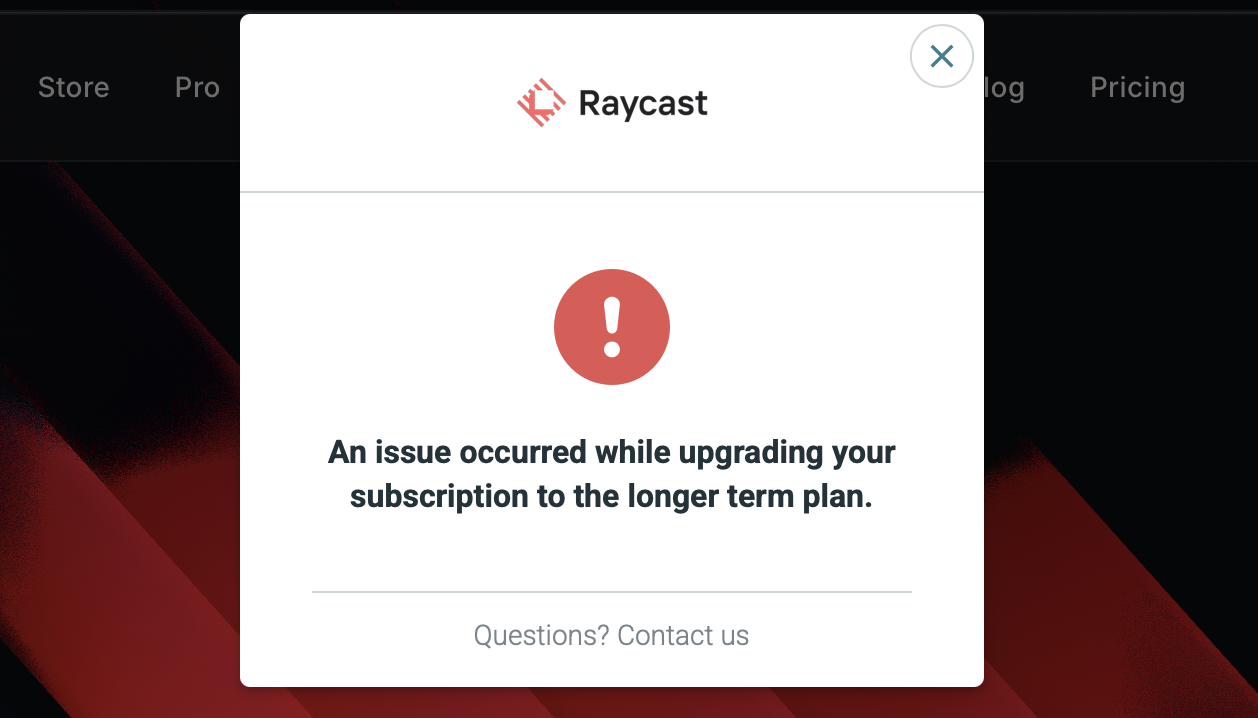 Store Pro log Pricing
Raycast
An issue occurred while upgrading your
subscription to the longer term plan.
Questions? Contact us